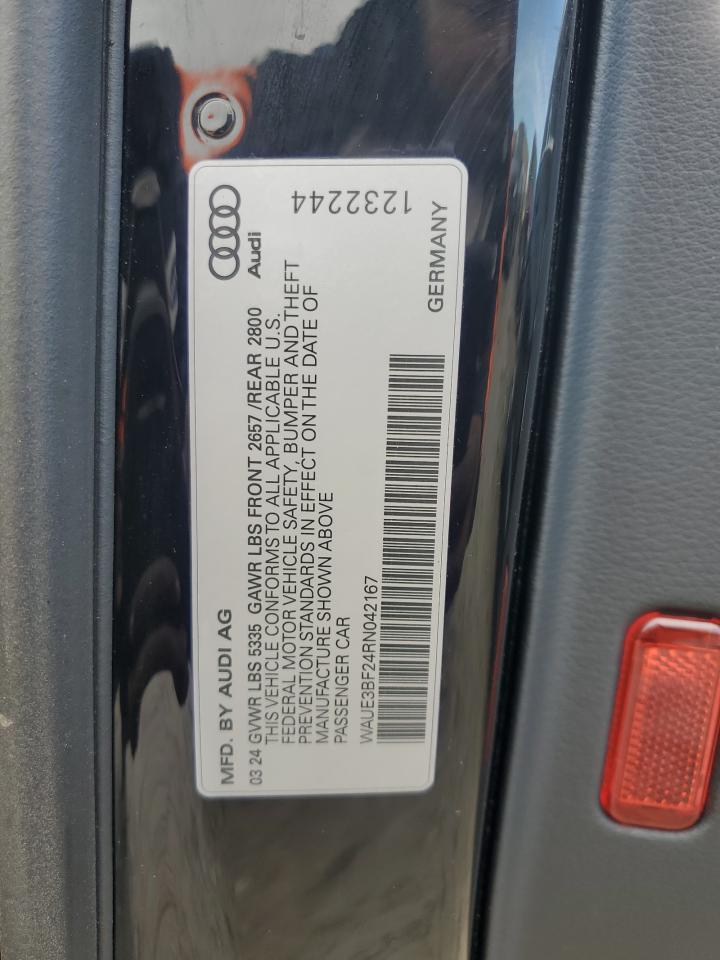 MFD. BY AUDI AG
Audi
03 24 GVWR LBS 5335 GAWR LBS FRONT 2657 /REAR 2800
THIS VEHICLE CONFORMS TO ALL APPLICABLE U.S.
FEDERAL MOTOR VEHICLE SAFETY, BUMPER AND THEFT
PREVENTION STANDARDS IN EFFECT ON THE DATE OF
MANUFACTURE SHOWN ABOVE
PASSENGER CAR
WAUE3BF24RN042167
GERMANY
1232244